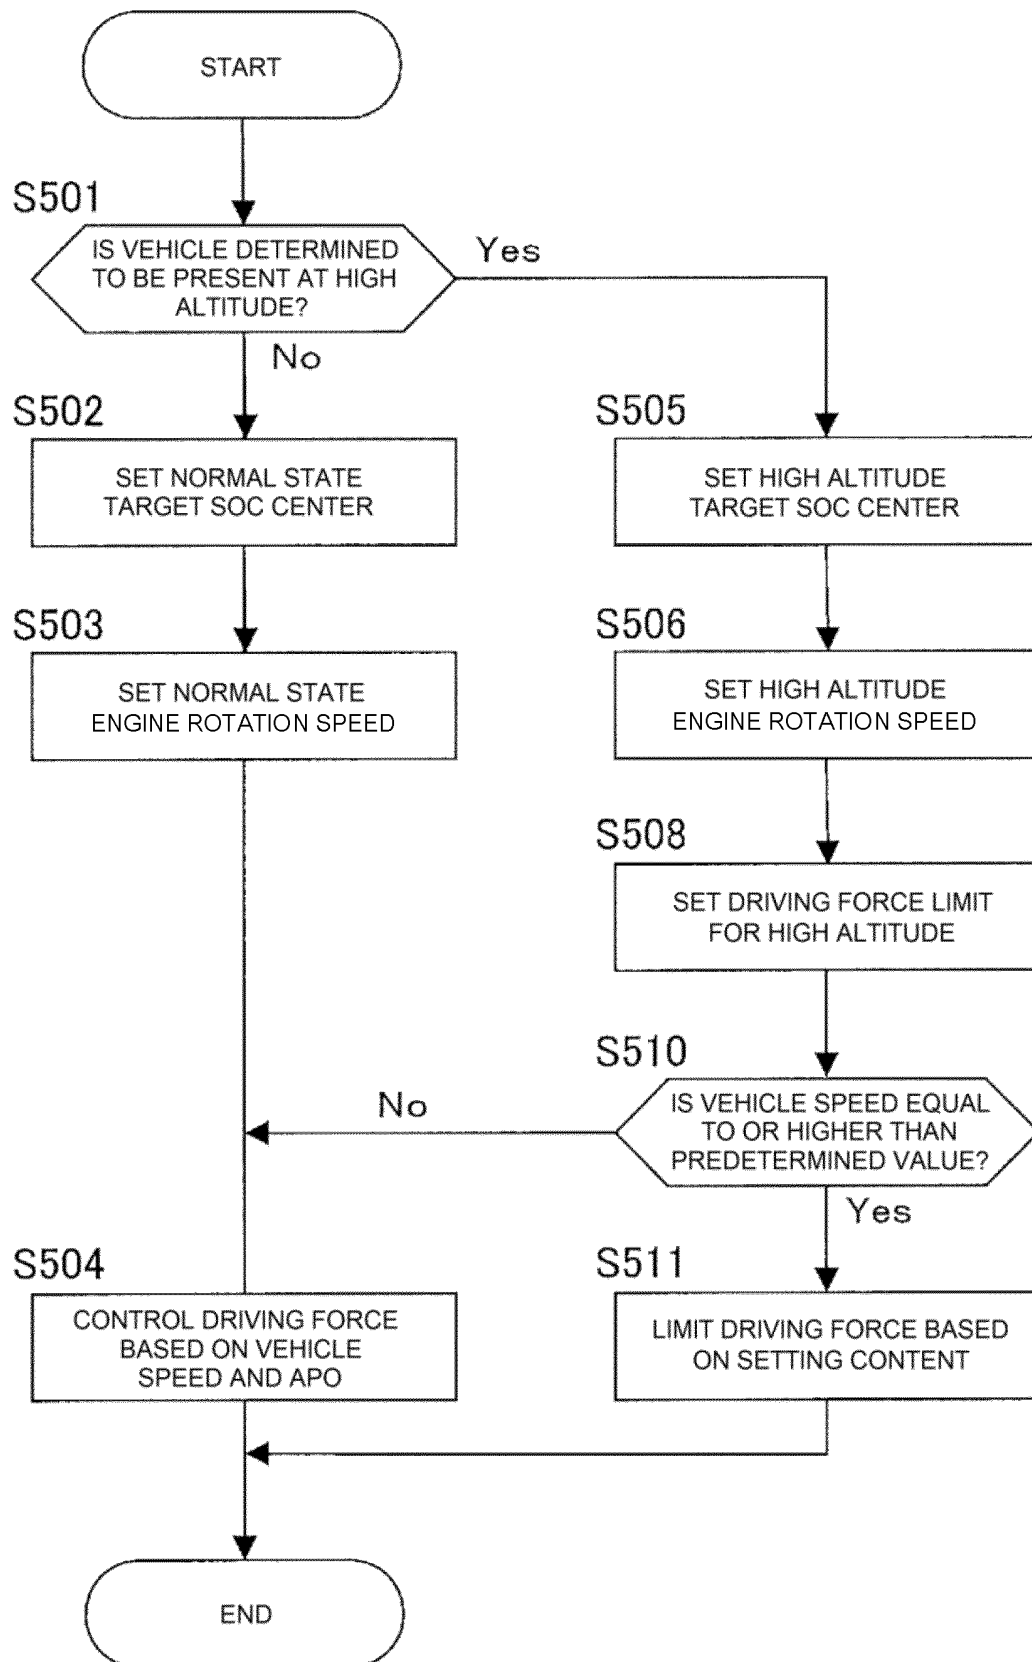 START
S501
IS VEHICLE DETERMINED
TO BE PRESENT AT HIGH
ALTITUDE?
Yes
No
S502
SET NORMAL STATE
TARGET SOC CENTER
S505
SET HIGH ALTITUDE
TARGET SOC CENTER
S503
SET NORMAL STATE
ENGINE ROTATION SPEED
S506
SET HIGH ALTITUDE
ENGINE ROTATION SPEED
S508
SET DRIVING FORCE LIMIT
FOR HIGH ALTITUDE
S510
IS VEHICLE SPEED EQUAL
TO OR HIGHER THAN
PREDETERMINED VALUE?
No
Yes
S504
CONTROL DRIVING FORCE
BASED ON VEHICLE
SPEED AND APO
S511
LIMIT DRIVING FORCE BASED
ON SETTING CONTENT
END